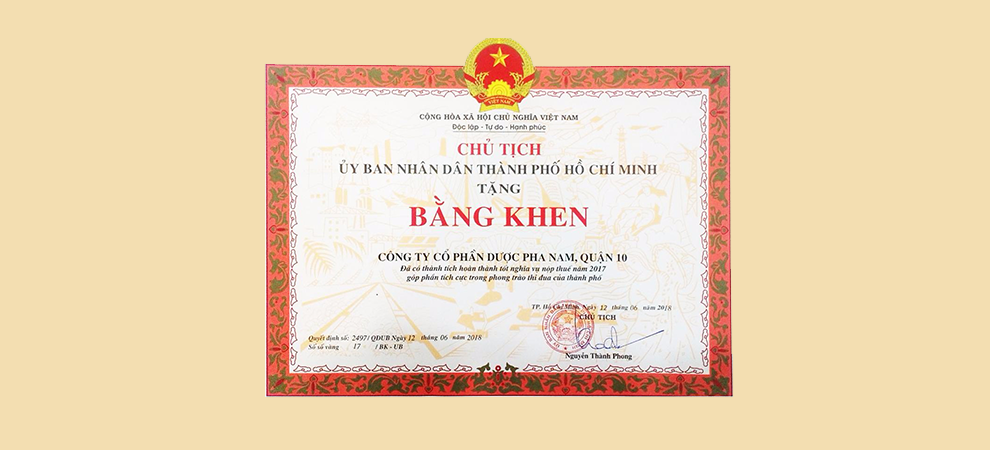 VIỆT NAM
CỘNG HÒA XÃ HỘI CHỦ NGHĨA VIỆT NAM
Độc lập - Tự do - Hạnh phúc
CHỦ TỊCH
ỦY BAN NHÂN DÂN THÀNH PHỐ HỒ CHÍ MINH
TẶNG
BẰNG KHEN
CÔNG TY CỔ PHẦN DƯỢC PHA NAM, QUẬN 10
Đã có thành tích hoàn thành tốt nghĩa vụ nộp thuế năm 2017
góp phần tích cực trong phong trào thi đua của thành phố
TP. Hồ Chí Minh, Ngày 12 tháng 06 năm 2018
CHỦ TỊCH
Quyết định số: 2497/QĐUB Ngày 12 tháng 06 năm 2018
Số sổ vàng 17 /BK - UB
Nguyễn Thành Phong